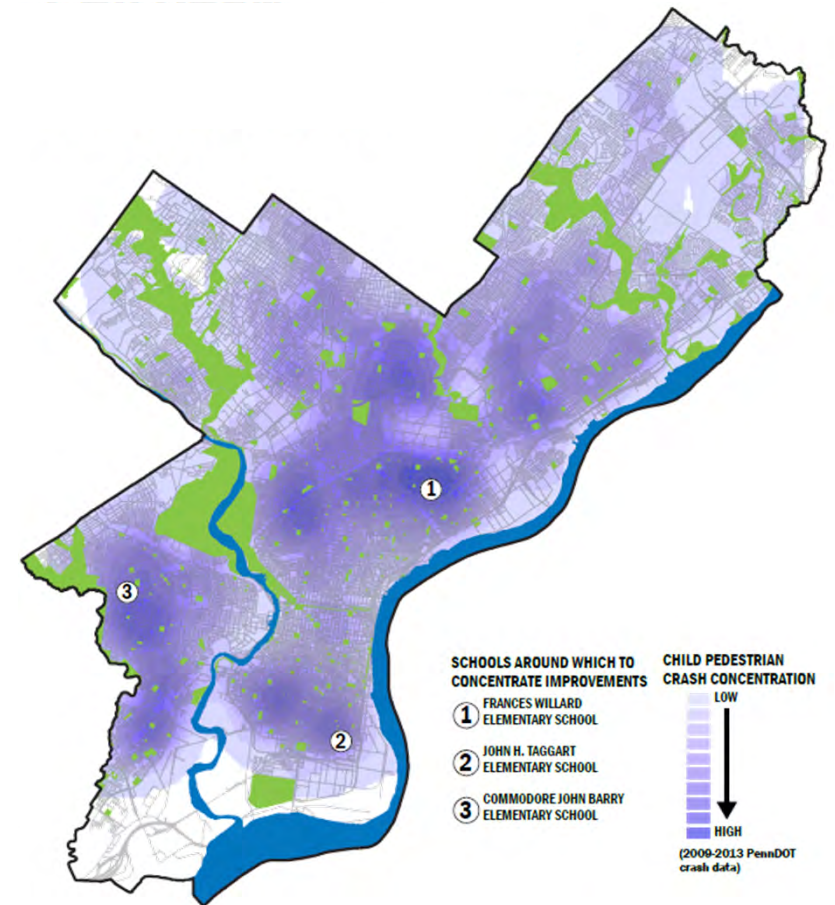 1
3
2
SCHOOLS AROUND WHICH TO
CONCENTRATE IMPROVEMENTS
1 FRANCES WILLARD
ELEMENTARY SCHOOL
2 JOHN H. TAGGART
ELEMENTARY SCHOOL
3 COMMODORE JOHN BARRY
ELEMENTARY SCHOOL
CHILD PEDESTRIAN
CRASH CONCENTRATION
LOW
HIGH
(2009-2013 PennDOT
crash data)